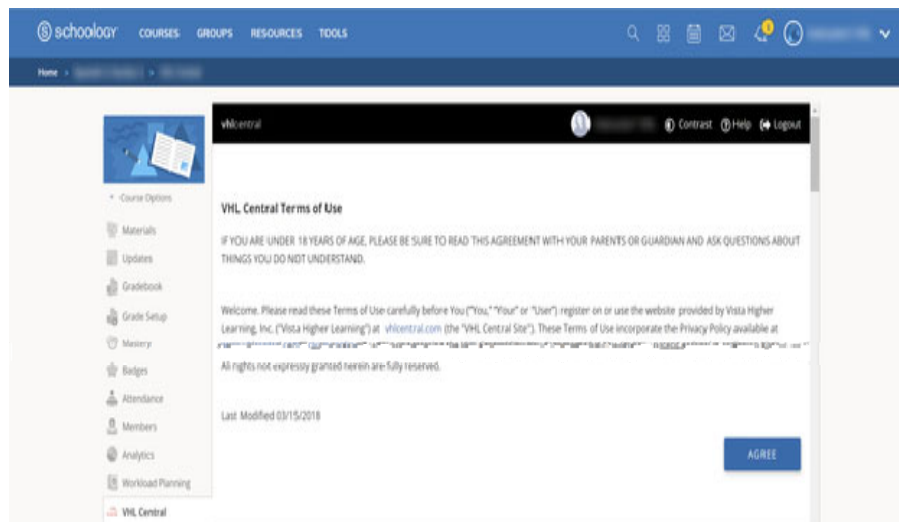 schoology COURSES GROUPS RESOURCES TOOLS
Home
vhlcentral Contrast Help Logout
Course Options
Materials
Updates
Gradebook
Grade Setup
Mastery
Badges
Attendance
Members
Analytics
Workload Planning
VHL Central
VHL Central Terms of Use
IF YOU ARE UNDER 18 YEARS OF AGE, PLEASE BE SURE TO READ THIS AGREEMENT WITH YOUR PARENTS OR GUARDIAN AND ASK QUESTIONS ABOUT
THINGS YOU DO NOT UNDERSTAND.
Welcome. Please read these Terms of Use carefully before You ("You," "Your" or "User") register on or use the website provided by Vista Higher
Learning, Inc. ("Vista Higher Learning") at vhlcentral.com (the "VHL Central Site"). These Terms of Use incorporate the Privacy Policy available at
All rights not expressly granted herein are fully reserved.
Last Modified 03/15/2018
AGREE